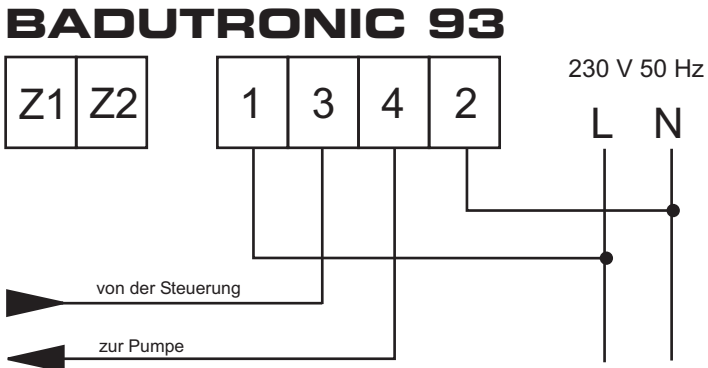 BADUTRONIC 93
230 V 50 Hz
Z1 Z2 1 3 4 2
L N
von der Steuerung
zur Pumpe